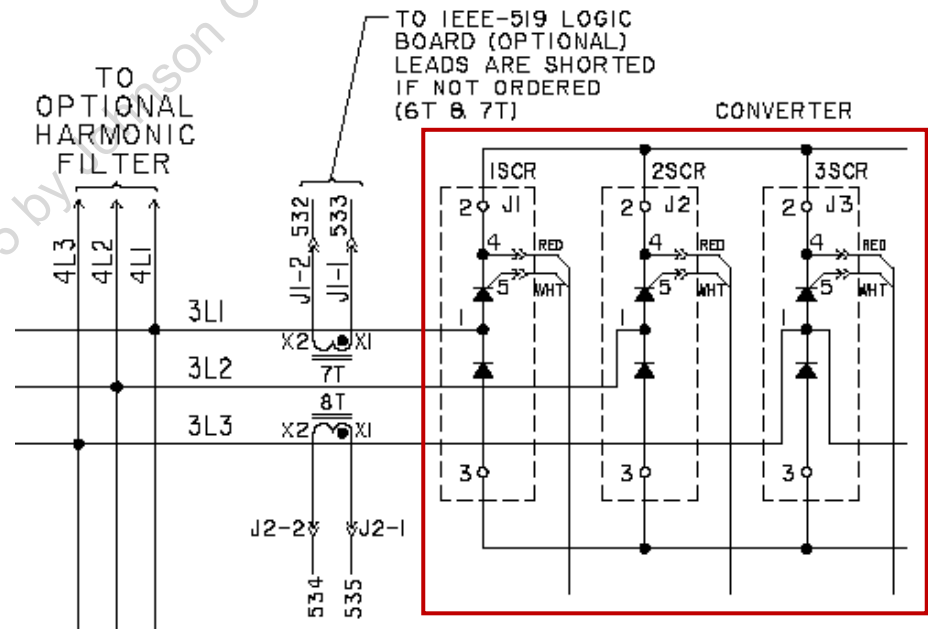 5 by Johnson C
TO IEEE-519 LOGIC
BOARD (OPTIONAL)
LEADS ARE SHORTED
IF NOT ORDERED
(6T & 7T)
CONVERTER
TO
OPTIONAL
HARMONIC
FILTER
1SCR
2SCR
3SCR
2 J1
2 J2
2 J3
532
533
4L3
4L2
4L1
J1-2
J1-1
4 RED
4 RED
4 RED
5 WHT
5 WHT
5 WHT
3L1
1
1
1
X2 X1
7T
3L2
8T
3L3
X2 X1
3
3
3
J2-2
J2-1
534
535